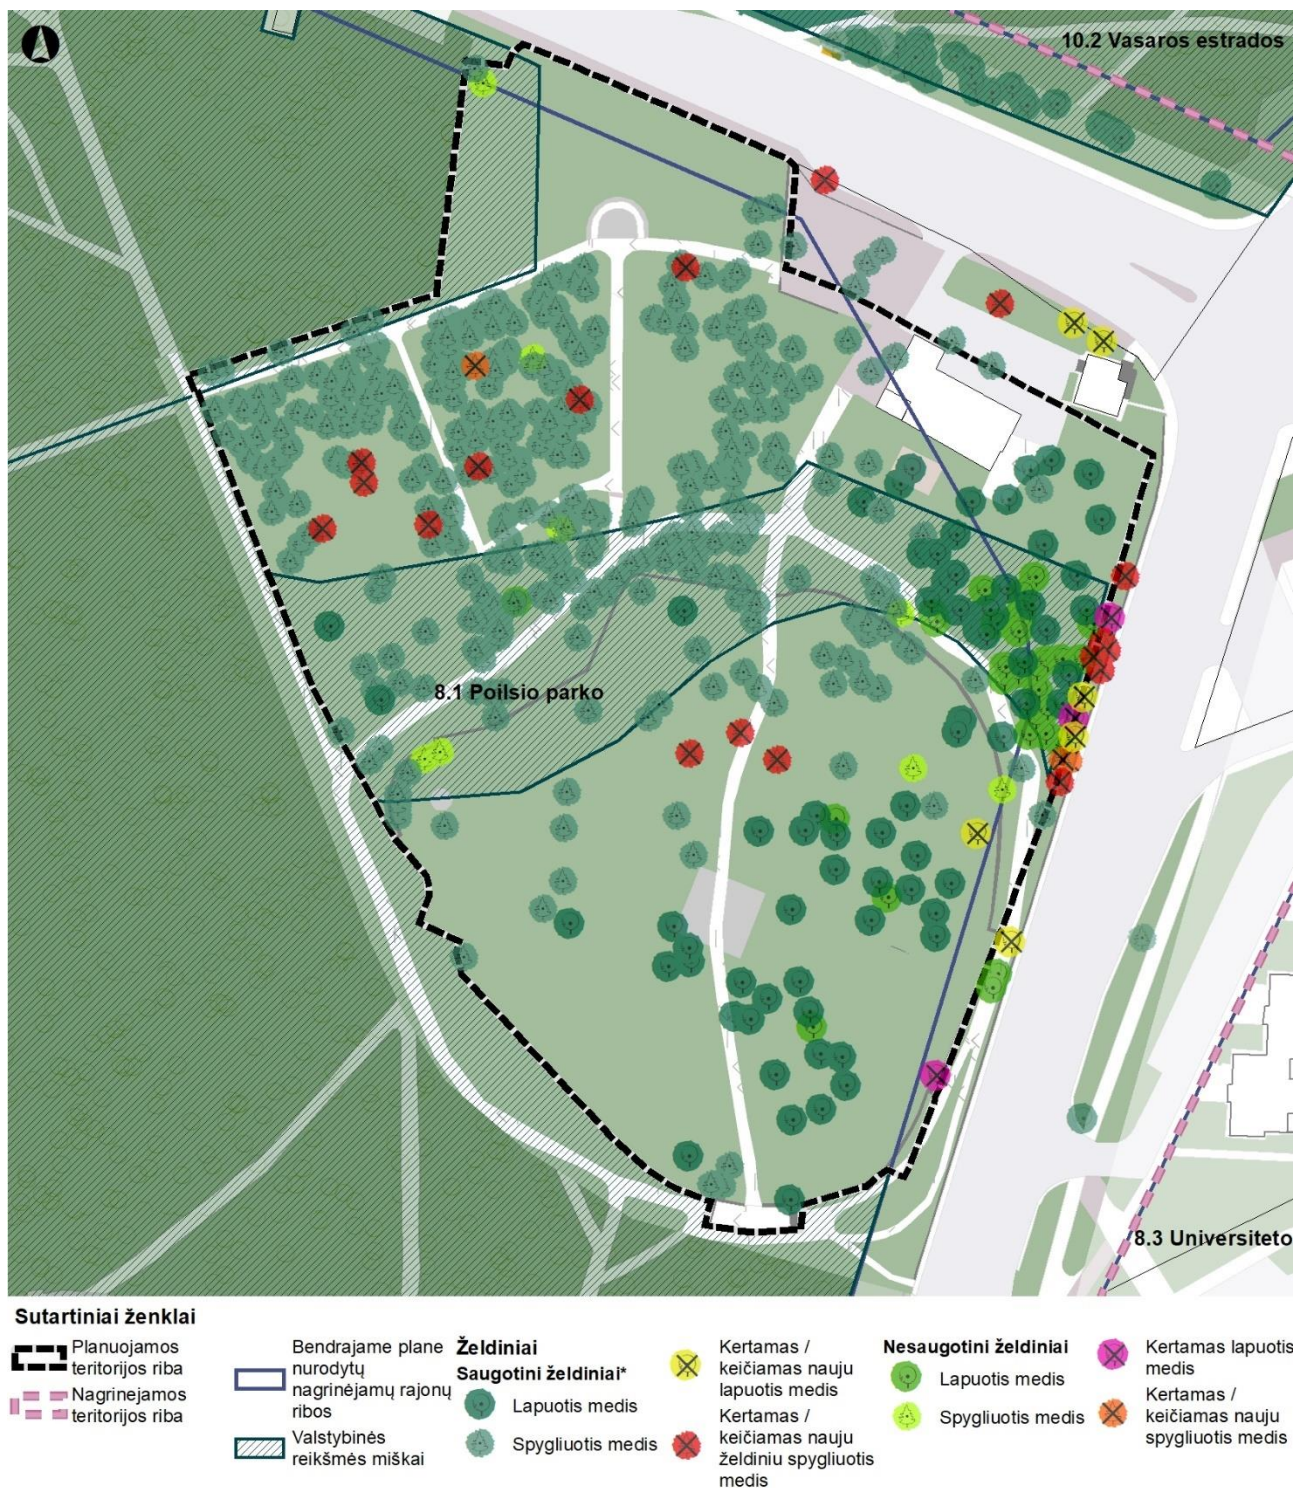 10.2 Vasaros estrados
8.1 Poilsio parko
8.3 Universiteto
Sutartiniai ženklai
Planuojamos
teritorijos riba
Nagrinejamos
teritorijos riba
Bendrajame plane
nurodytų
nagrinėjamų rajonų
ribos
Valstybinės
reikšmės miškai
Želdiniai
Saugotini želdiniai*
Lapuotis medis
Spygliuotis medis
Kertamas /
keičiamas nauju
lapuotis medis
Kertamas /
keičiamas nauju
želdiniu spygliuotis
medis
Nesaugotini želdiniai
Lapuotis medis
Spygliuotis medis
Kertamas lapuotis
medis
Kertamas /
keičiamas nauju
spygliuotis medis